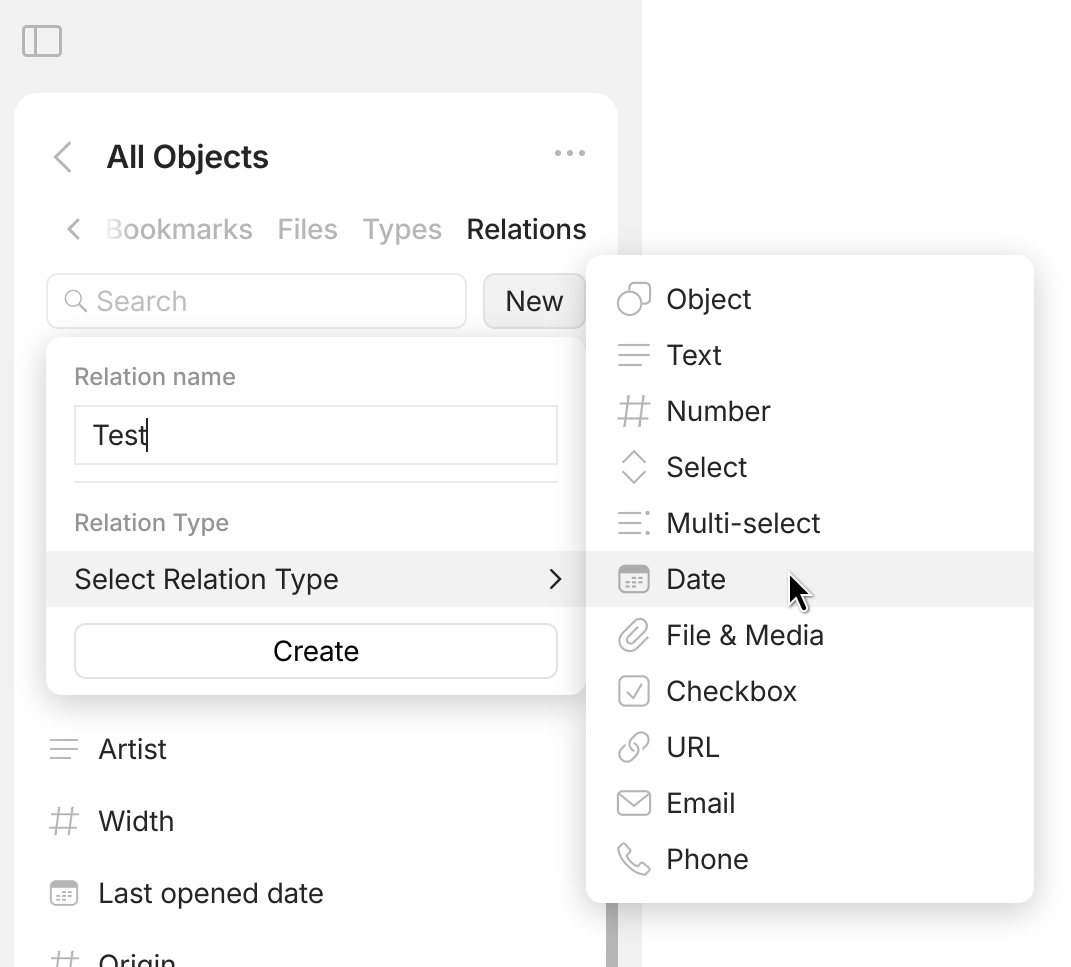 All Objects
Bookmarks Files Types Relations
Search New
Relation name
Test
Relation Type
Select Relation Type
Create
Artist
Width
Last opened date
Origin
Object
Text
Number
Select
Multi-select
Date
File & Media
Checkbox
URL
Email
Phone